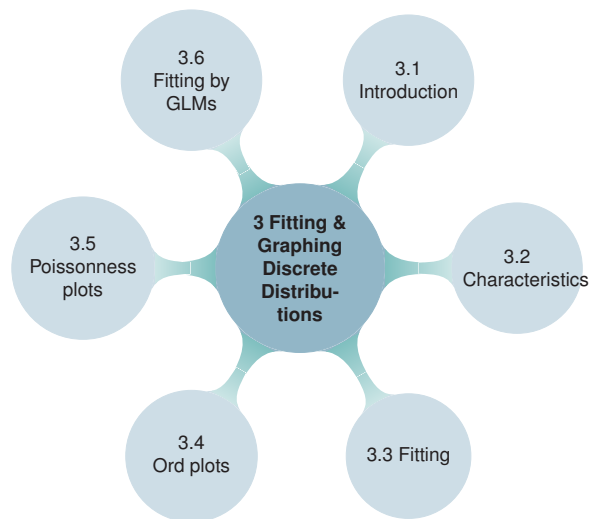 3 Fitting &
Graphing
Discrete
Distribu-
tions
3.1
Introduction
3.2
Characteristics
3.3 Fitting
3.4
Ord plots
3.5
Poissonness
plots
3.6
Fitting by
GLMs